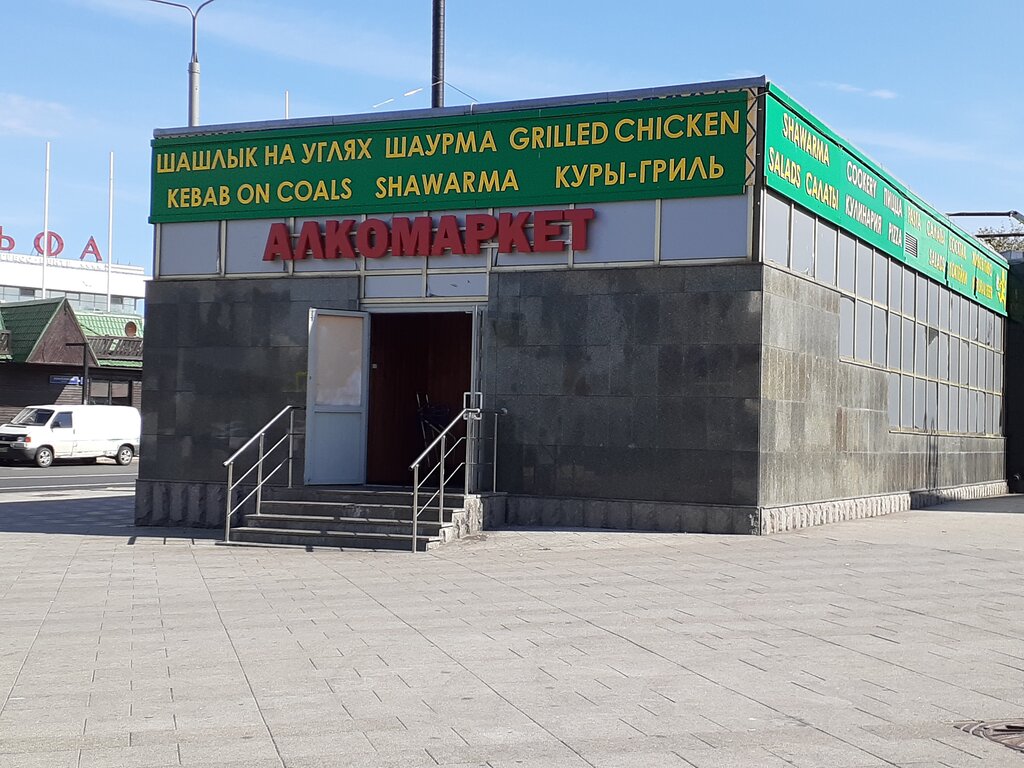 ШАШЛЫК НА УГЛЯХ ШАУРМА GRILLED CHICKEN
KEBAB ON COALS SHAWARMA КУРЫ-ГРИЛЬ
АЛКОМАРКЕТ
SHAWARMA COOKERY ПИЦЦА
SALADS САЛАТЫ КУЛИНАРИЯ PIZZA
ЬФА